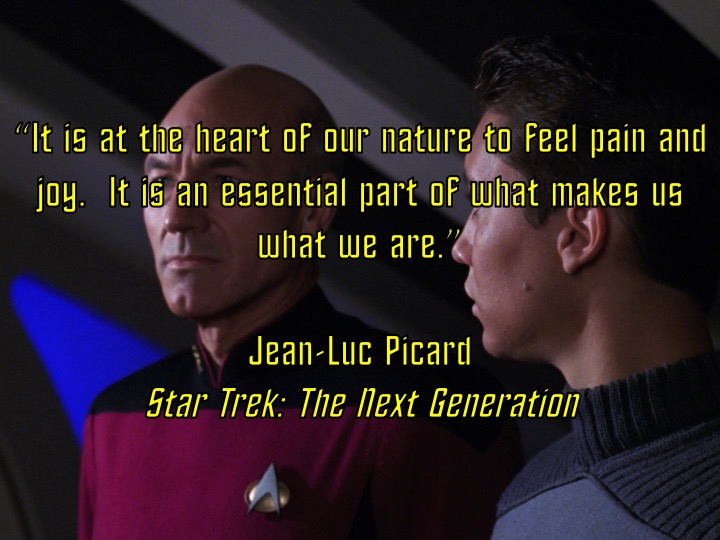 “It is at the heart of our nature to feel pain and
joy.  It is an essential part of what makes us
what we are.”
Jean-Luc Picard
Star Trek: The Next Generation